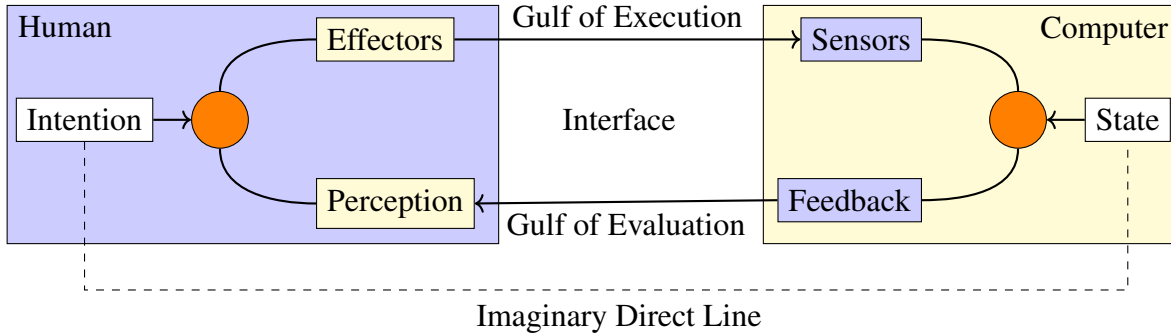 Human
Effectors
Gulf of Execution
Sensors
Computer
Intention
Interface
State
Perception
Gulf of Evaluation
Feedback
Imaginary Direct Line